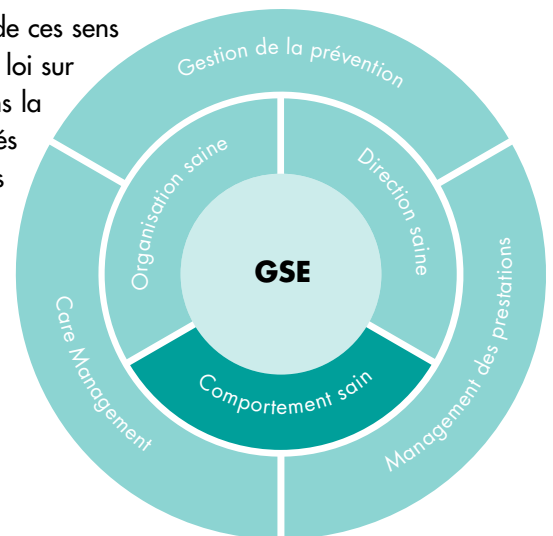 de ces sens
loi sur
ns la
és
s
Gestion de la prévention
Organisation saine
Direction saine
GSE
Comportement sain
Care Management
Management des prestations